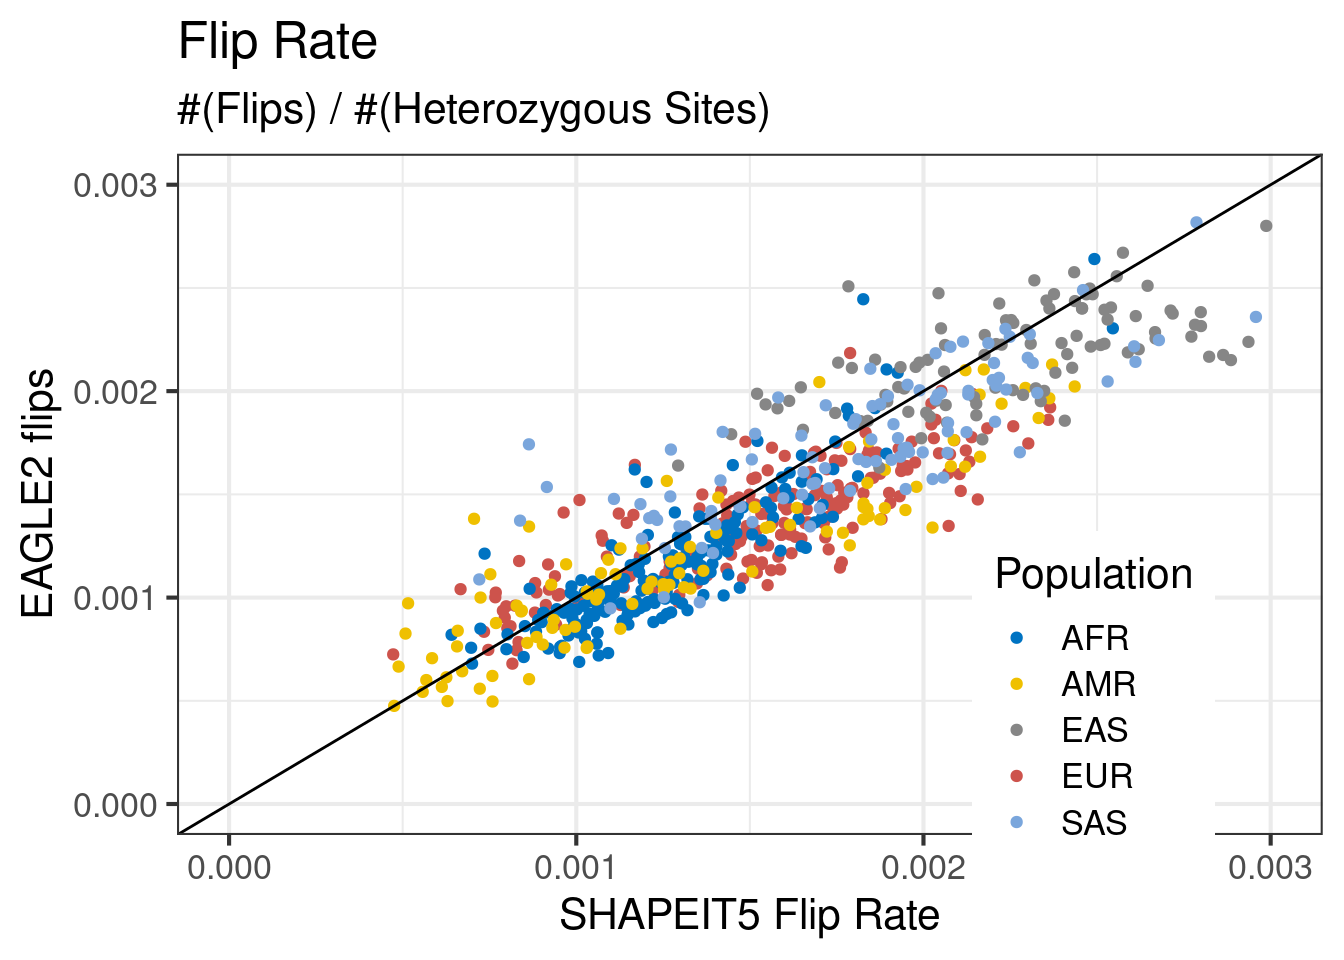 Flip Rate
#(Flips) / #(Heterozygous Sites)
EAGLE2 flips
0.003
0.002
0.001
0.000
Population
AFR
AMR
EAS
EUR
SAS
0.000 0.001 0.002 0.003
SHAPEIT5 Flip Rate